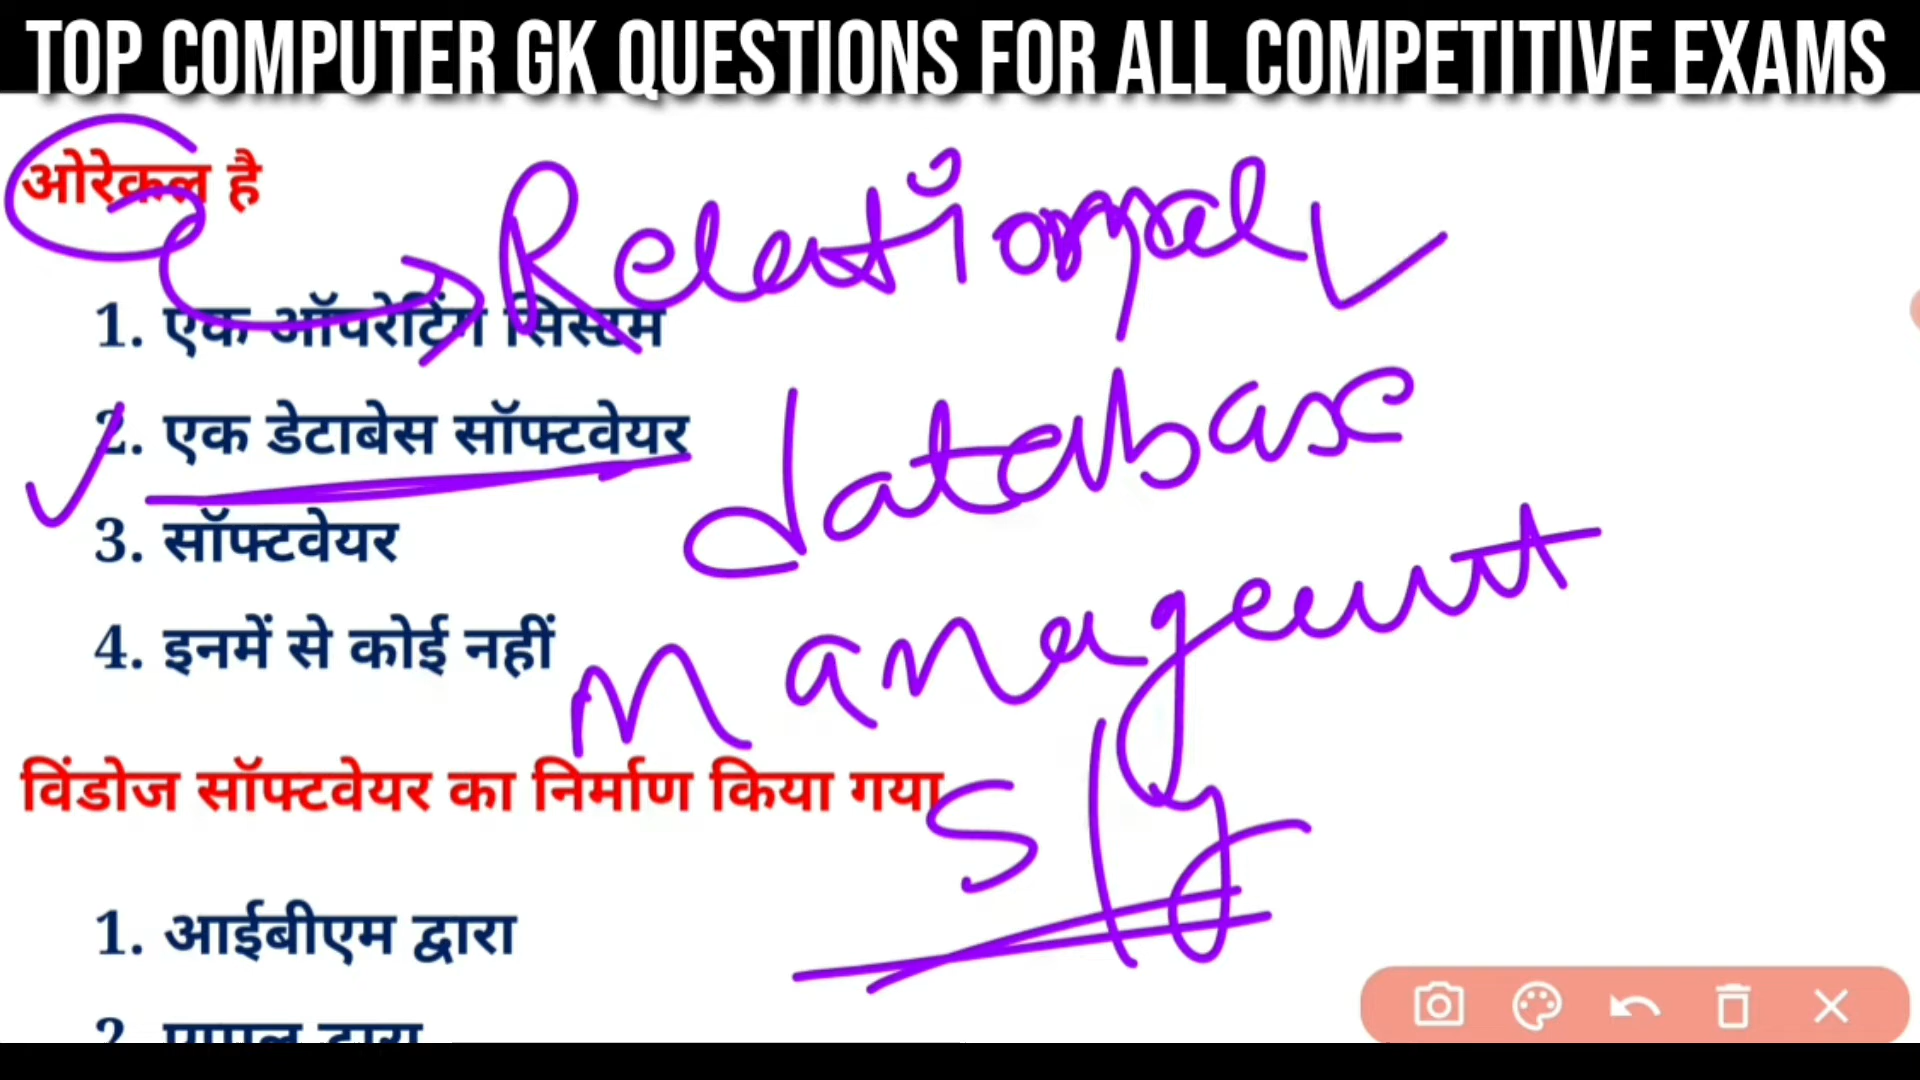 TOP COMPUTER GK QUESTIONS FOR ALL COMPETITIVE EXAMS
ओरेकल है
Relational
1. एक ऑपरेटिंग सिस्टम
2. एक डेटाबेस सॉफ्टवेयर
database
3. सॉफ्टवेयर
4. इनमें से कोई नहीं
Management
विंडोज सॉफ्टवेयर का निर्माण किया गया
1. आईबीएम द्वारा